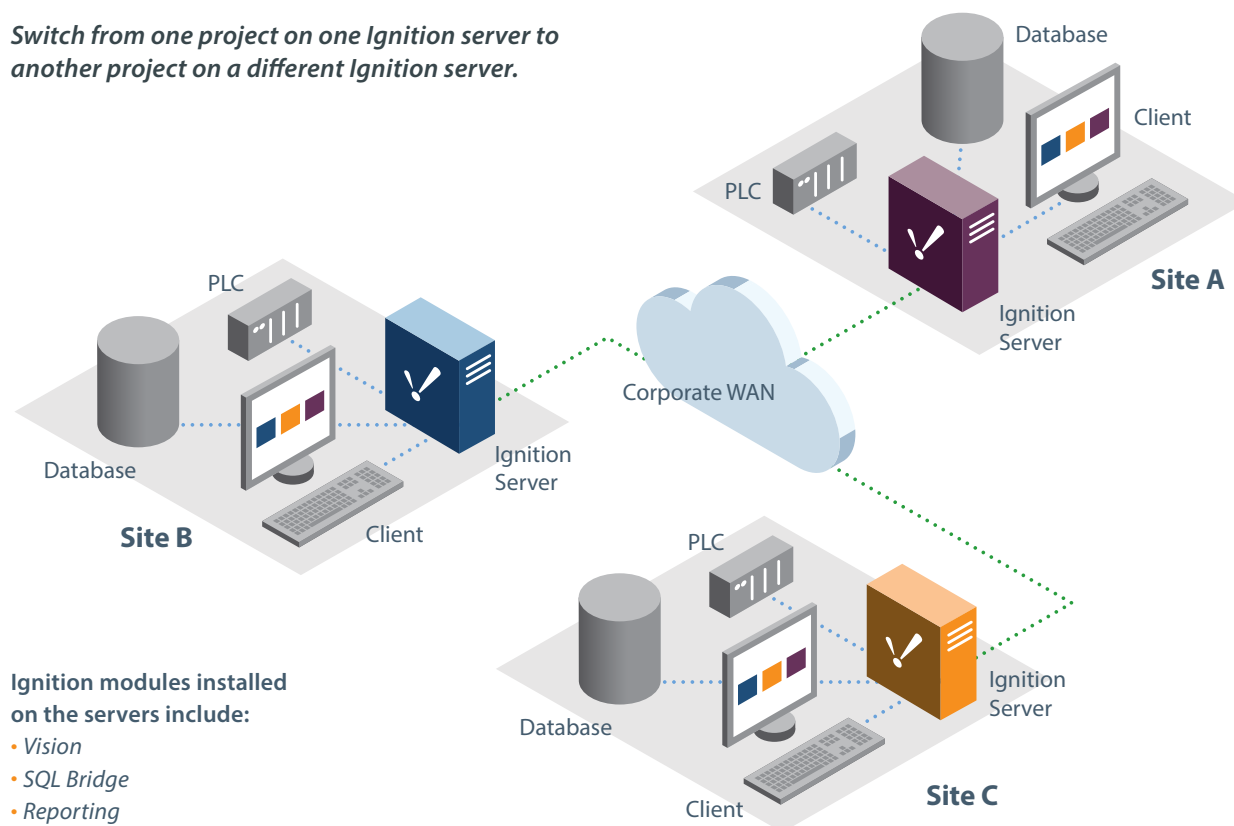 Switch from one project on one Ignition server to
another project on a different Ignition server.
Database
Client
PLC
Site A
Ignition
Server
PLC
Corporate WAN
Database
Ignition
Server
Site B
Client
PLC
Ignition
Server
Database
Site C
Client
Ignition modules installed
on the servers include:
• Vision
• SQL Bridge
• Reporting